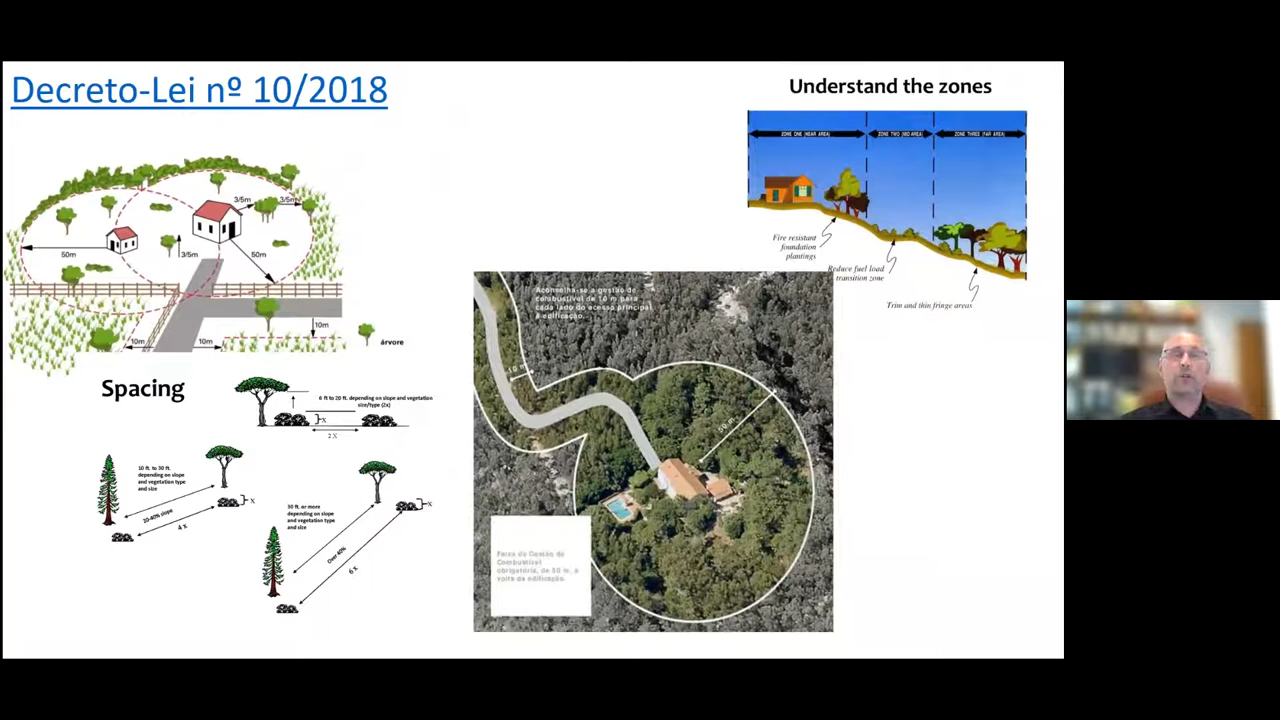 Decreto-Lei nº 10/2018
3/5m
3/5m
50m
3/5m
50m
10m
10m
10m
árvore
Spacing
6 ft to 20 ft. depending on slope and vegetation
size/type (2x)
X
2 X
10 ft. to 30 ft.
depending on slope
and vegetation type
and size
X
20-40% slope
4 x
30 ft. or more
depending on slope
and vegetation type
and size
X
Over 40%
6 x
Aconselha-se a gestão de
combustível de 10 m para
cada lado do acesso principal
à edificação.
10 m
50 m
Faixa de Gestão de
Combustível
obrigatória, de 50 m, à
volta da edificação.
Understand the zones
ZONE ONE (NEAR AREA)
ZONE TWO (MID AREA)
ZONE THREE (FAR AREA)
Fire resistant
foundation
plantings
Reduce fuel load
transition zone
Trim and thin fringe areas